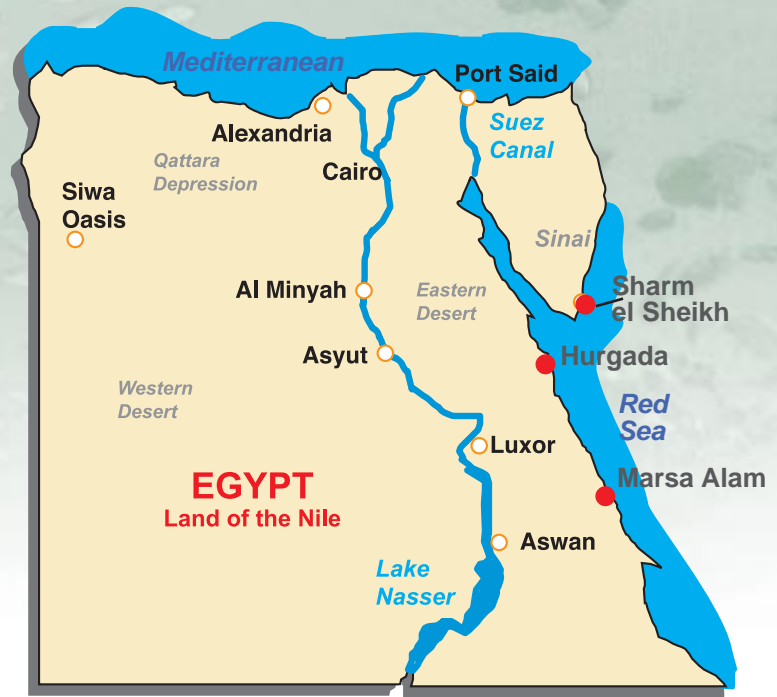 Mediterranean
Port Said
Alexandria
Suez
Canal
Qattara
Depression
Cairo
Siwa
Oasis
Sinai
Al Minyah
Eastern
Desert
Sharm
el Sheikh
Asyut
Hurgada
Western
Desert
Red
Sea
Luxor
EGYPT
Land of the Nile
Marsa Alam
Aswan
Lake
Nasser